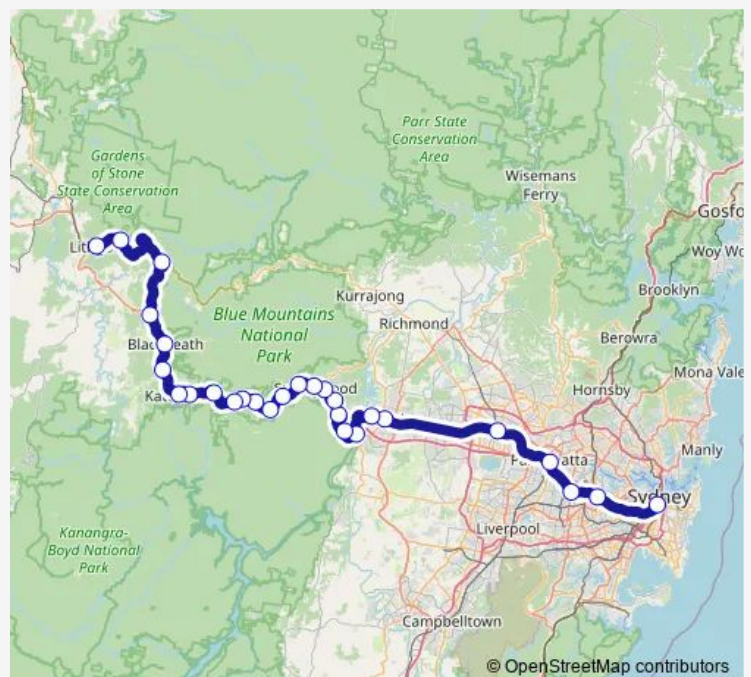 Parr State
Conservation
Area
Gardens
of Stone
State Conservation
Area
Wisemans
Ferry
Gosfo
Woy Wo
Brooklyn
Kurrajong
Blue Mountains
National
Park
Richmond
Berowra
Mona Vale
Hornsby
Manly
Sydney
Liverpool
Kanangra-
Boyd National
Park
Campbelltown
© OpenStreetMap contributors